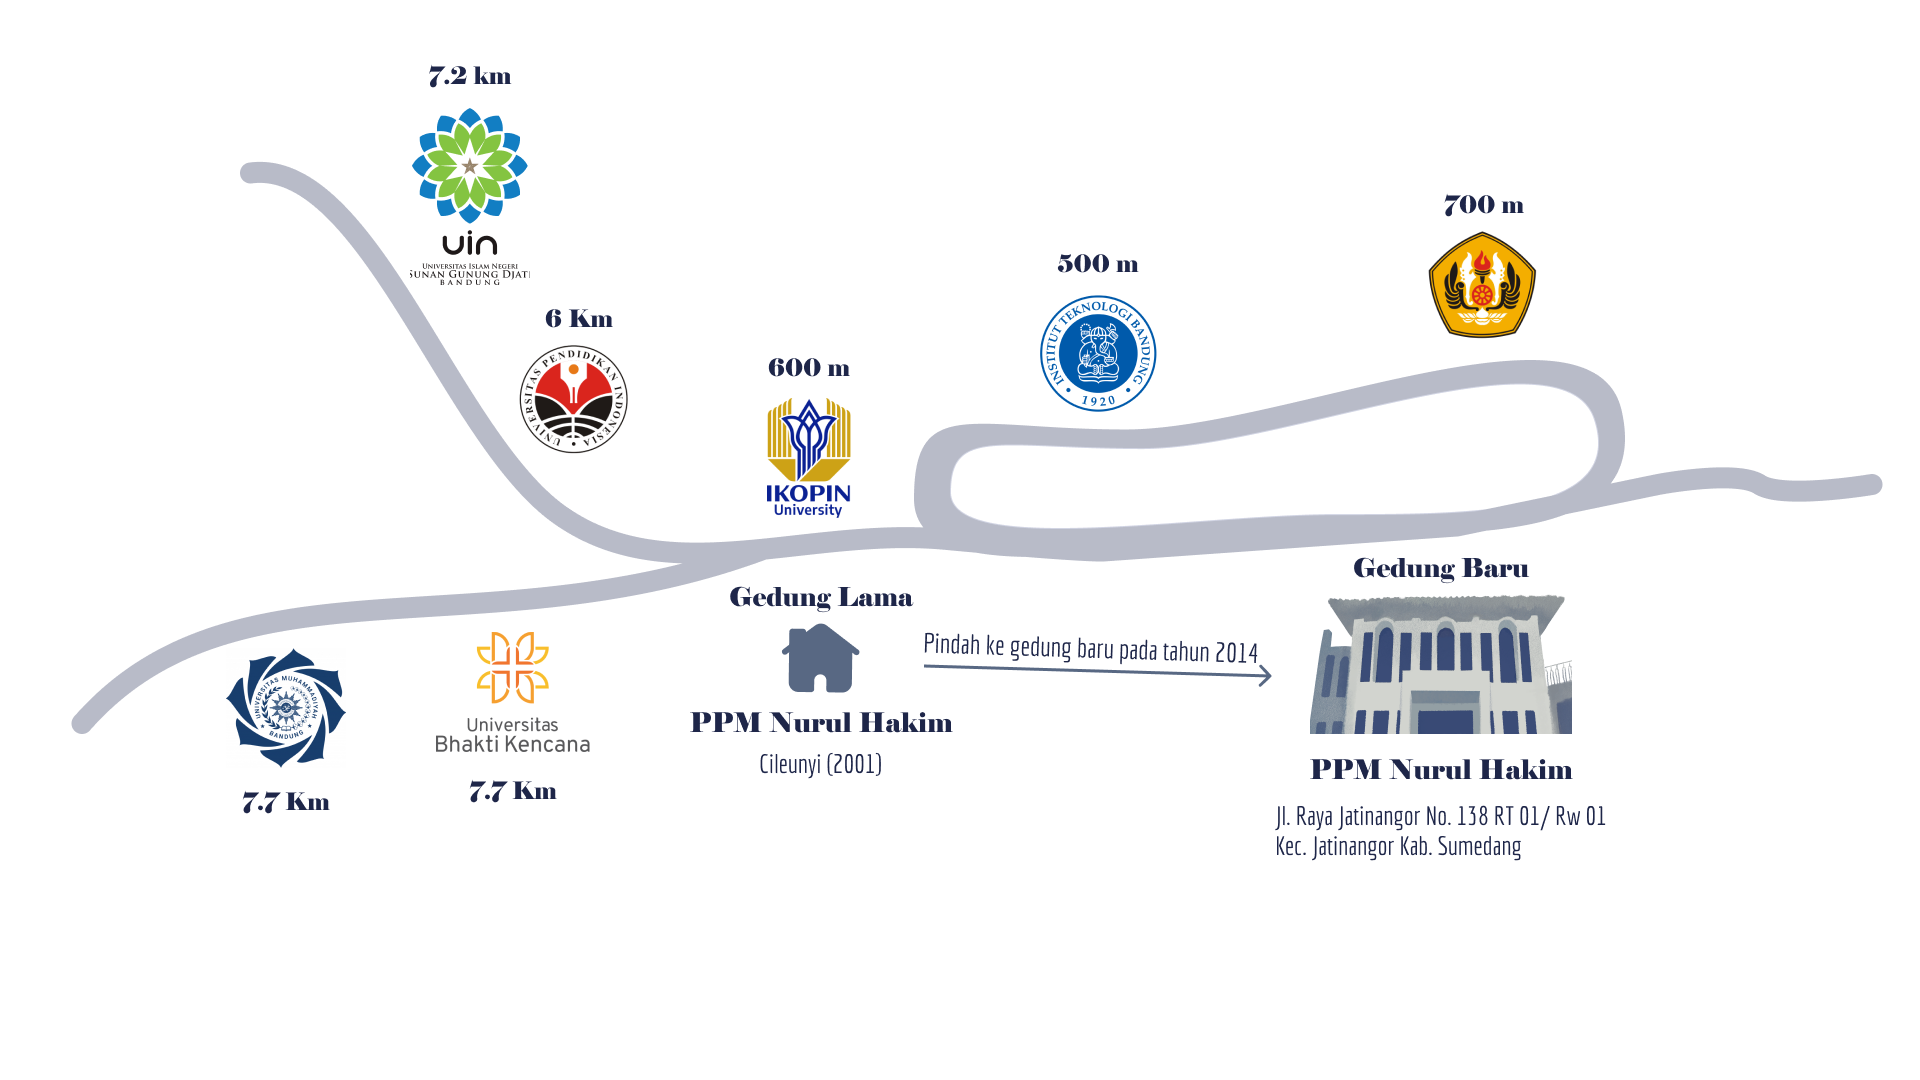 7.2 km
uin
UNIVERSITAS ISLAM NEGERI
SUNAN GUNUNG DJATI
BANDUNG
6 Km
UNIVERSITAS PENDIDIKAN INDONESIA
600 m
IKOPIN
University
500 m
INSTITUT TEKNOLOGI BANDUNG
1920
700 m
UNIVERSITAS MUHAMMADIYAH
BANDUNG
7.7 Km
Universitas
Bhakti Kencana
7.7 Km
Gedung Lama
PPM Nurul Hakim
Cileunyi (2001)
Pindah ke gedung baru pada tahun 2014
Gedung Baru
PPM Nurul Hakim
Jl. Raya Jatinangor No. 138 RT 01/ Rw 01
Kec. Jatinangor Kab. Sumedang